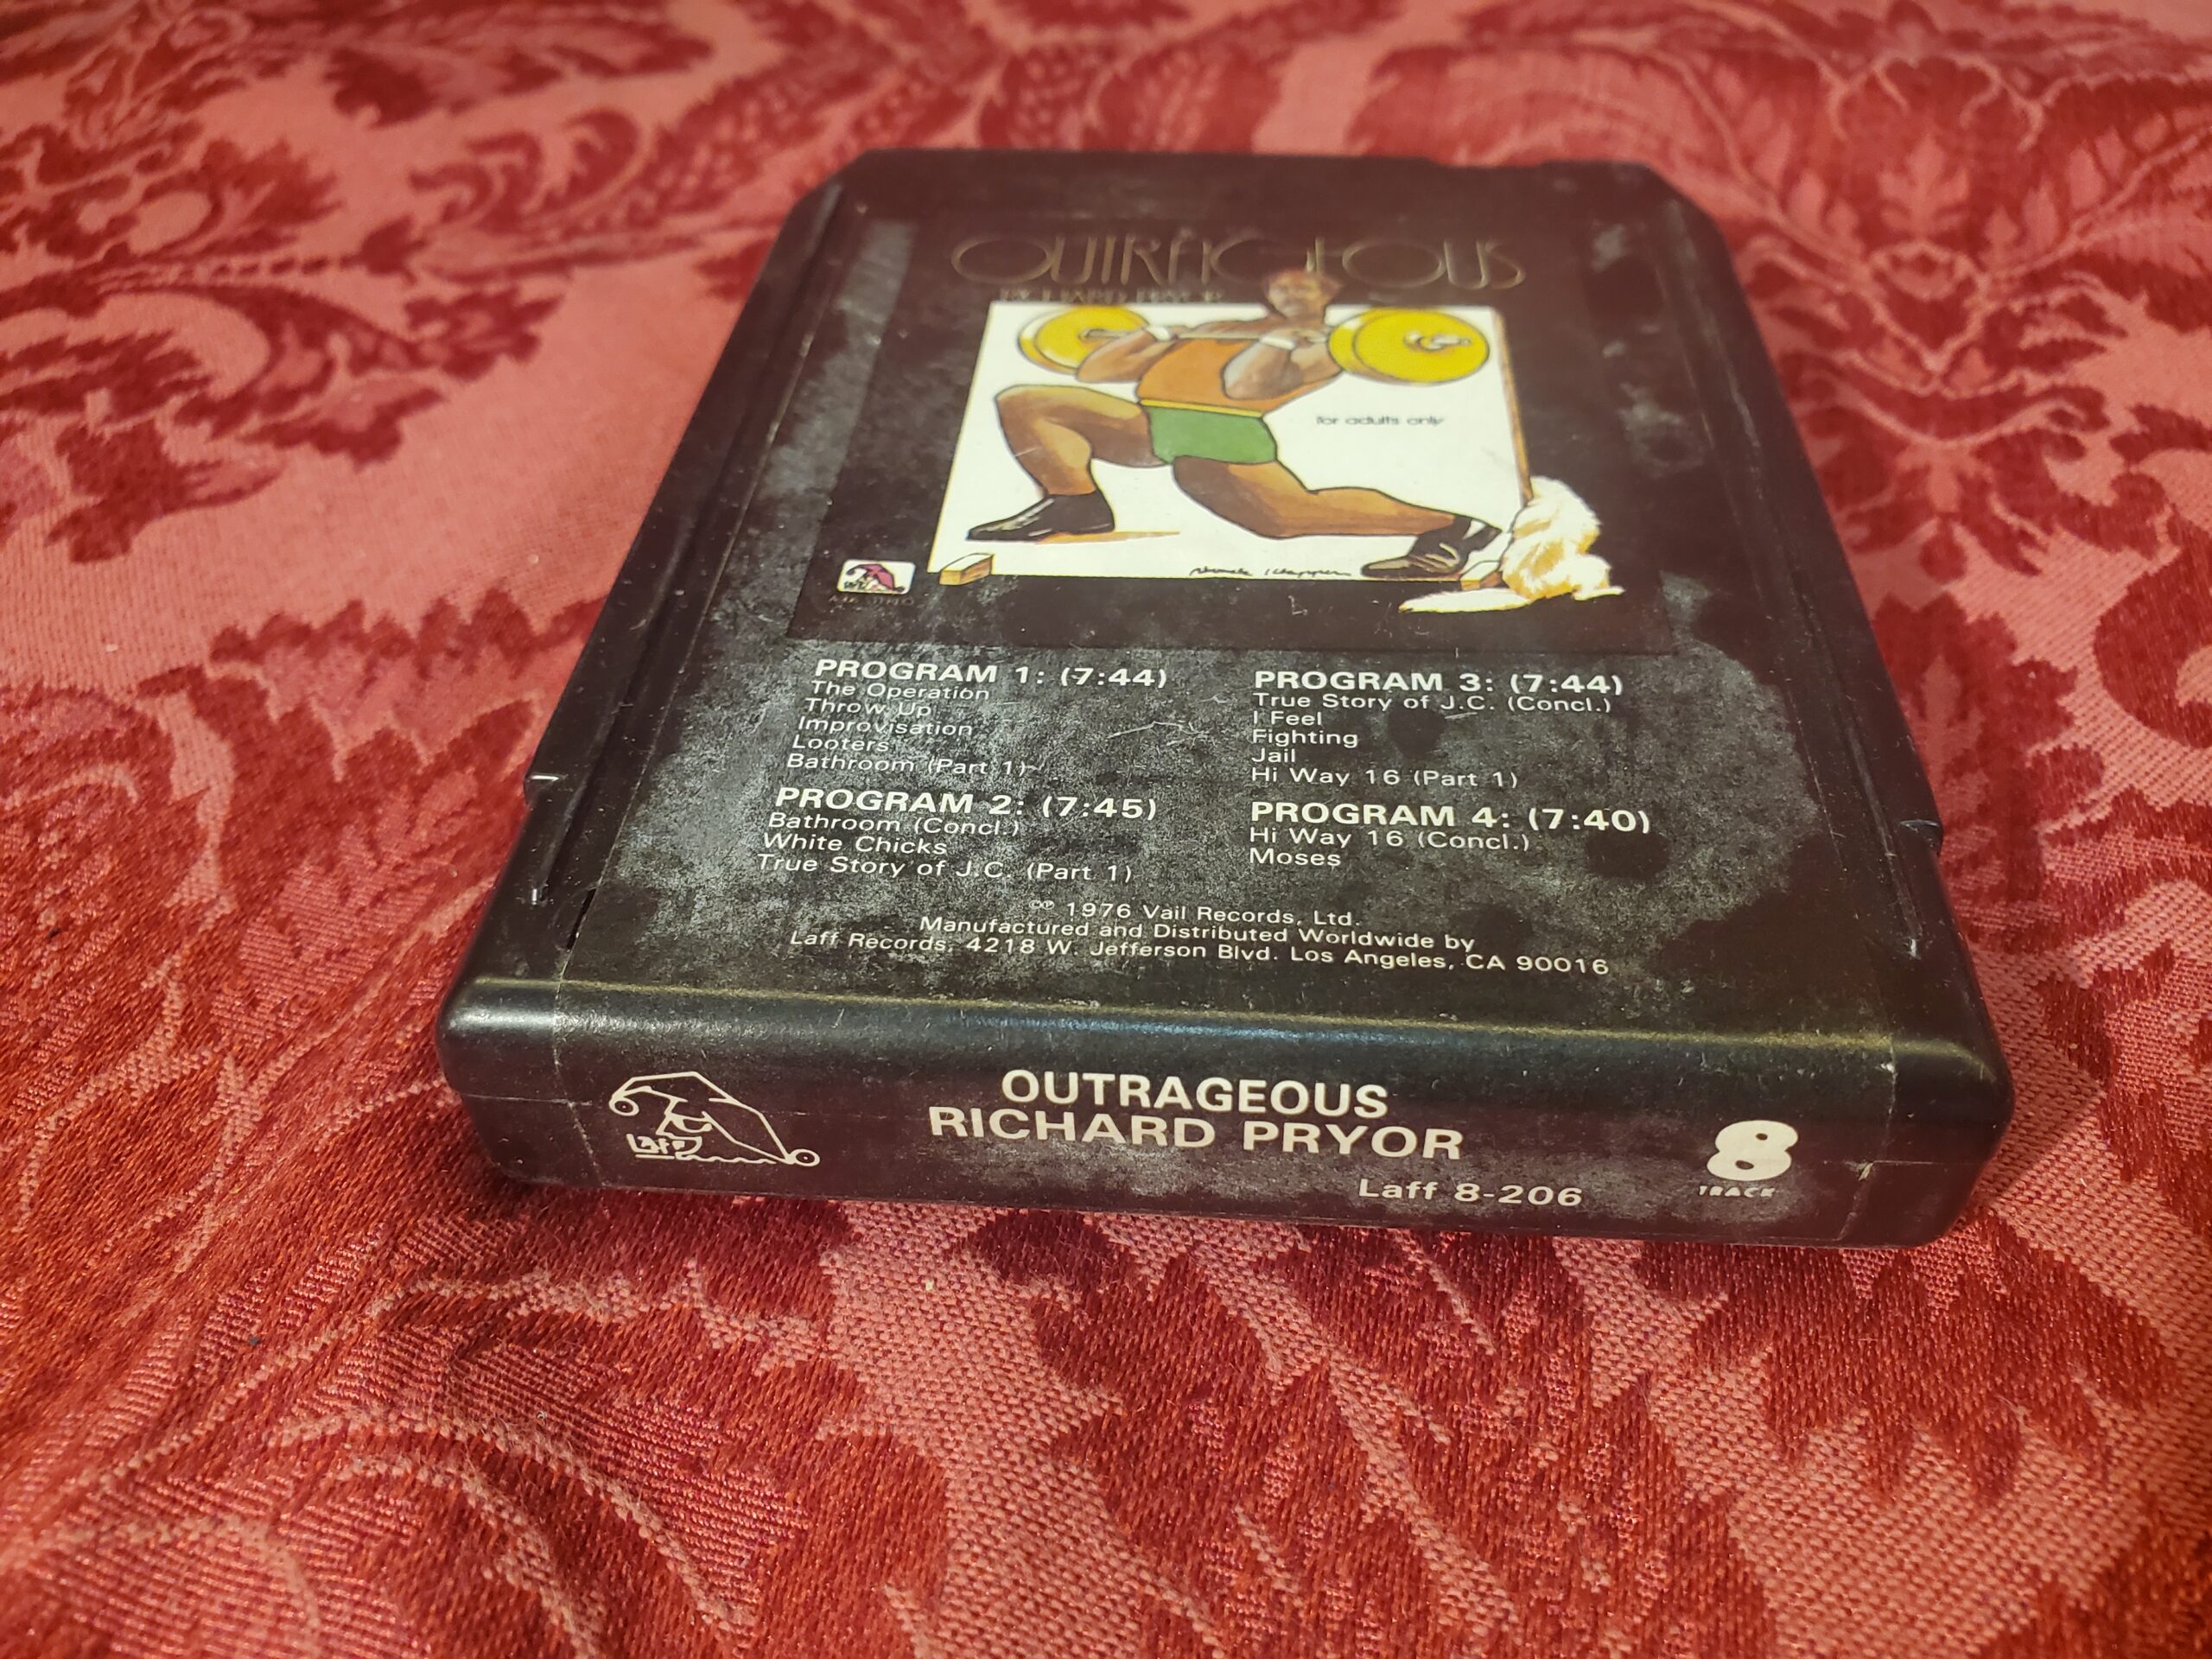 OUTRAGEOUS
RICHARD PRYOR
for adults only
PROGRAM 1: (7:44)
The Operation
Throw Up
Improvisation
Looters
Bathroom (Part 1)
PROGRAM 2: (7:45)
Bathroom (Concl.)
White Chicks
True Story of J.C. (Part 1)
PROGRAM 3: (7:44)
True Story of J.C. (Concl.)
I Feel
Fighting
Jail
Hi Way 16 (Part 1)
PROGRAM 4: (7:40)
Hi Way 16 (Concl.)
Moses
©℗ 1976 Vail Records, Ltd.
Manufactured and Distributed Worldwide by
Laff Records, 4218 W. Jefferson Blvd. Los Angeles, CA 90016
Laff
OUTRAGEOUS
RICHARD PRYOR
Laff 8-206
8
TRACK